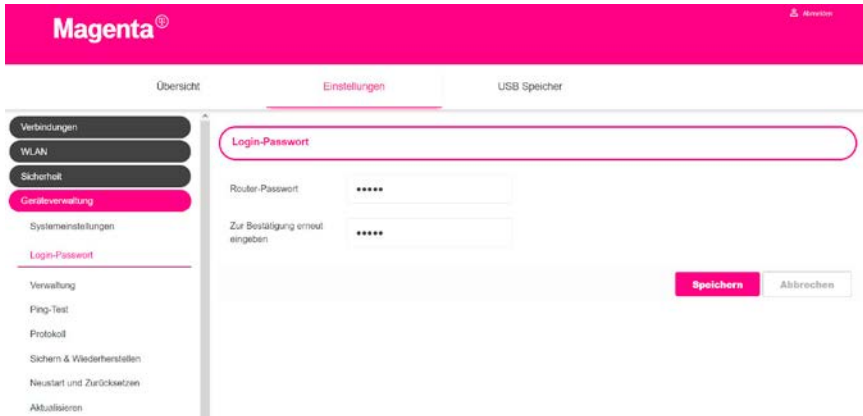 Magenta
Abmelden
Übersicht
Einstellungen
USB Speicher
Verbindungen
WLAN
Sicherheit
Geräteverwaltung
Systemeinstellungen
Login-Passwort
Verwaltung
Ping-Test
Protokoll
Sichern & Wiederherstellen
Neustart und Zurücksetzen
Aktualisieren
Login-Passwort
Router-Passwort
•••••
Zur Bestätigung erneut
eingeben
•••••
Speichern
Abbrechen